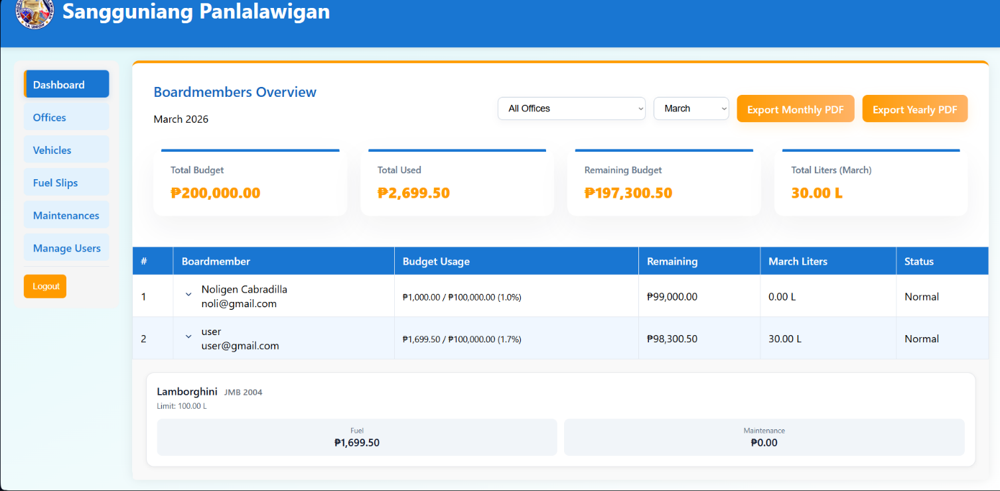 Sangguniang Panlalawigan
LA UNION
Dashboard
Offices
Vehicles
Fuel Slips
Maintenances
Manage Users
Logout
Boardmembers Overview
March 2026
All Offices
March
Export Monthly PDF
Export Yearly PDF
Total Budget
₱200,000.00
Total Used
₱2,699.50
Remaining Budget
₱197,300.50
Total Liters (March)
30.00 L
# Boardmember Budget Usage Remaining March Liters Status
1 Noligen Cabradilla ₱1,000.00 / ₱100,000.00 (1.0%) ₱99,000.00 0.00 L Normal
noli@gmail.com
2 user ₱1,699.50 / ₱100,000.00 (1.7%) ₱98,300.50 30.00 L Normal
user@gmail.com
Lamborghini JMB 2004
Limit: 100.00 L
Fuel
₱1,699.50
Maintenance
₱0.00